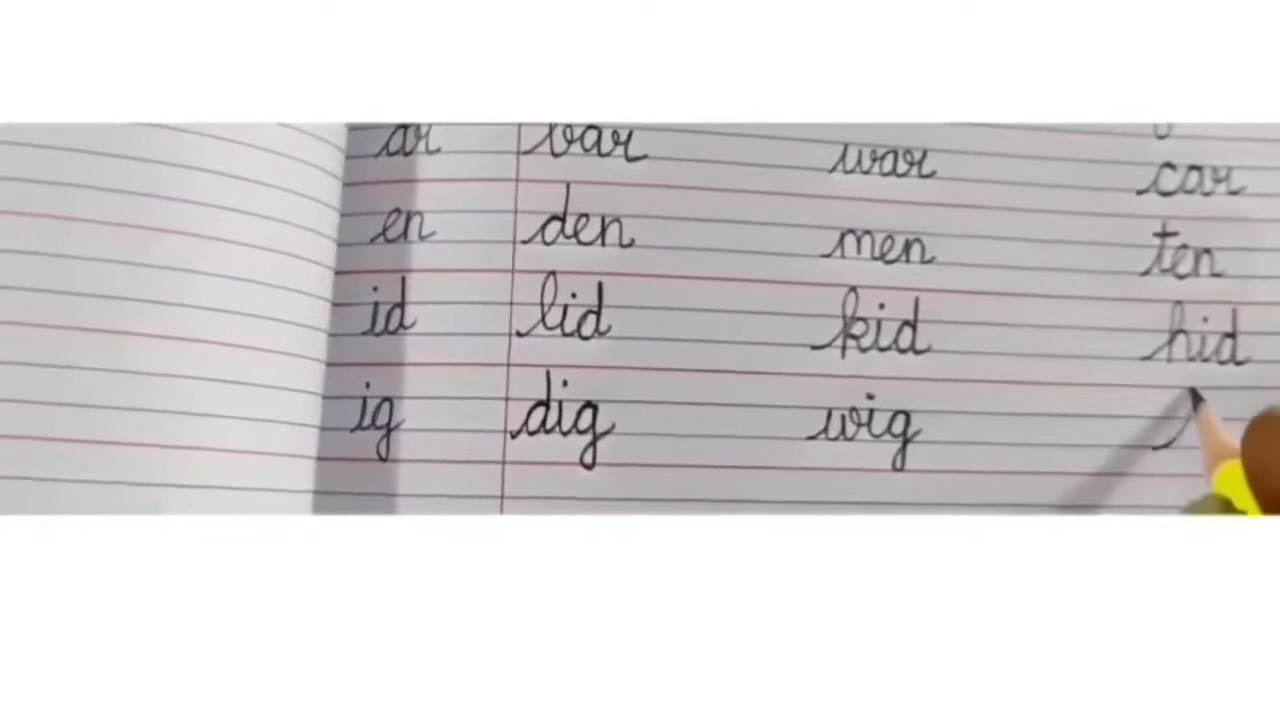 ar bar war car
en den men ten
id lid kid hid
ig dig wig